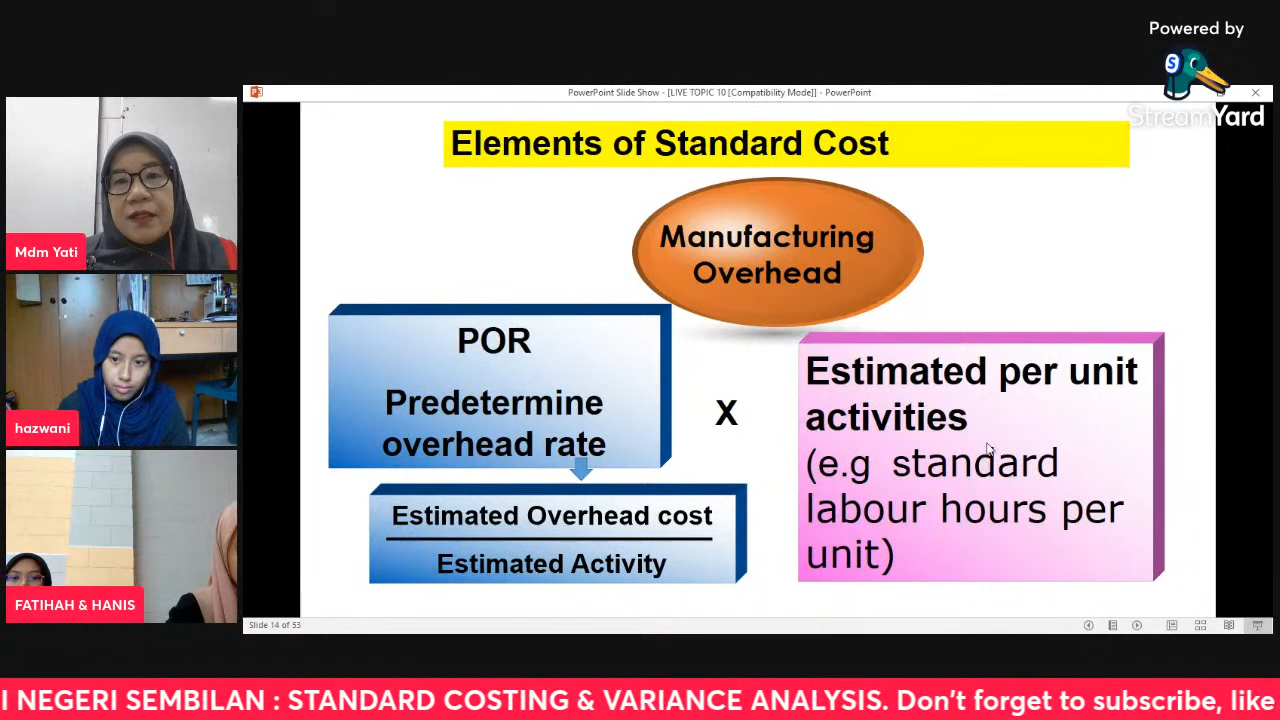 Powered by
S
StreamYard
PowerPoint Slide Show - [LIVE TOPIC 10 [Compatibility Mode]] - PowerPoint
Elements of Standard Cost
Manufacturing
Overhead
POR
Predetermine
overhead rate
X
Estimated per unit
activities
(e.g standard
labour hours per
unit)
Estimated Overhead cost
Estimated Activity
Mdm Yati
hazwani
FATIHAH & HANIS
Slide 14 of 53
I NEGERI SEMBILAN : STANDARD COSTING & VARIANCE ANALYSIS. Don't forget to subscribe, like